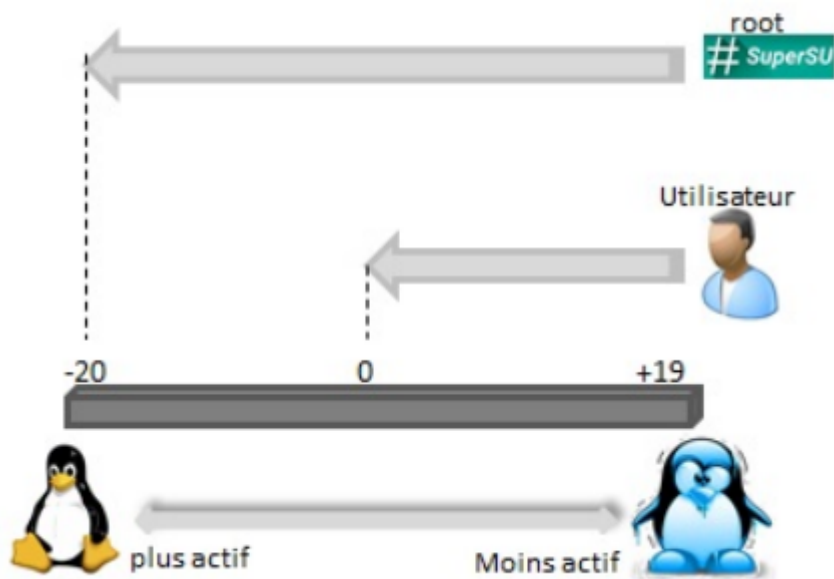 root
# SuperSU
Utilisateur
-20 0 +19
plus actif
Moins actif